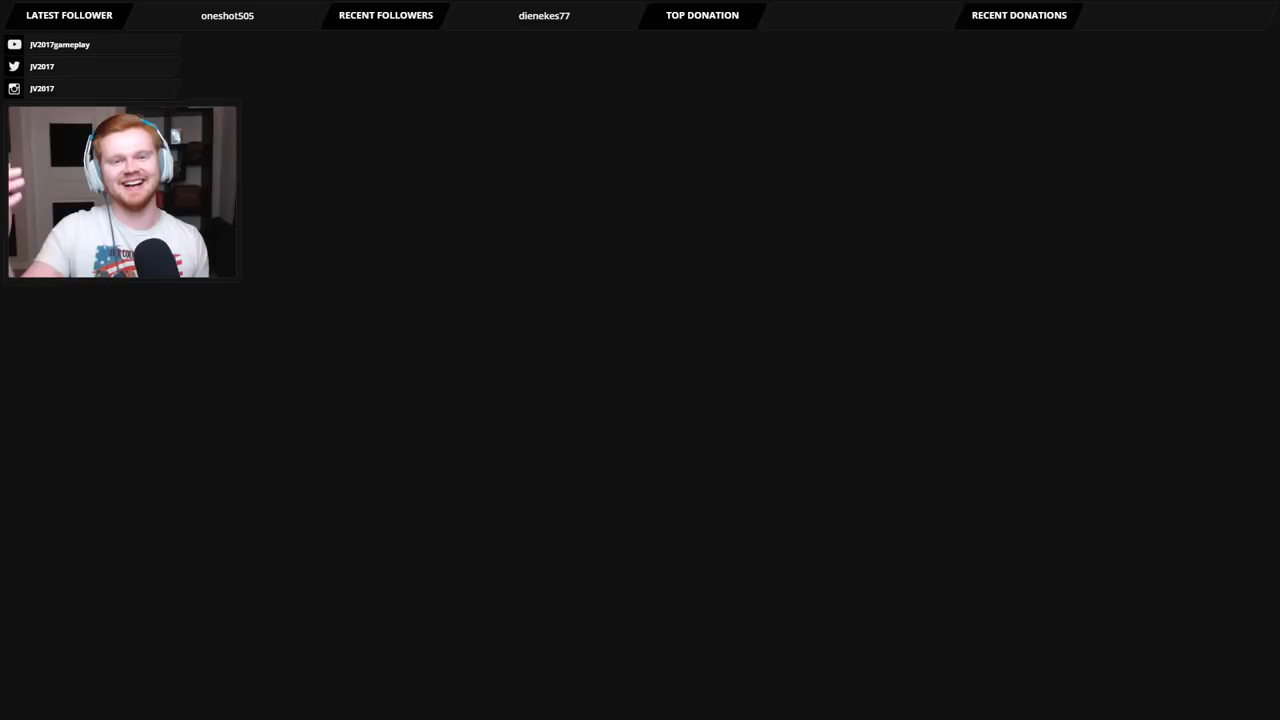 LATEST FOLLOWER oneshot505 RECENT FOLLOWERS dienekes77 TOP DONATION RECENT DONATIONS
JV2017gameplay
JV2017
JV2017